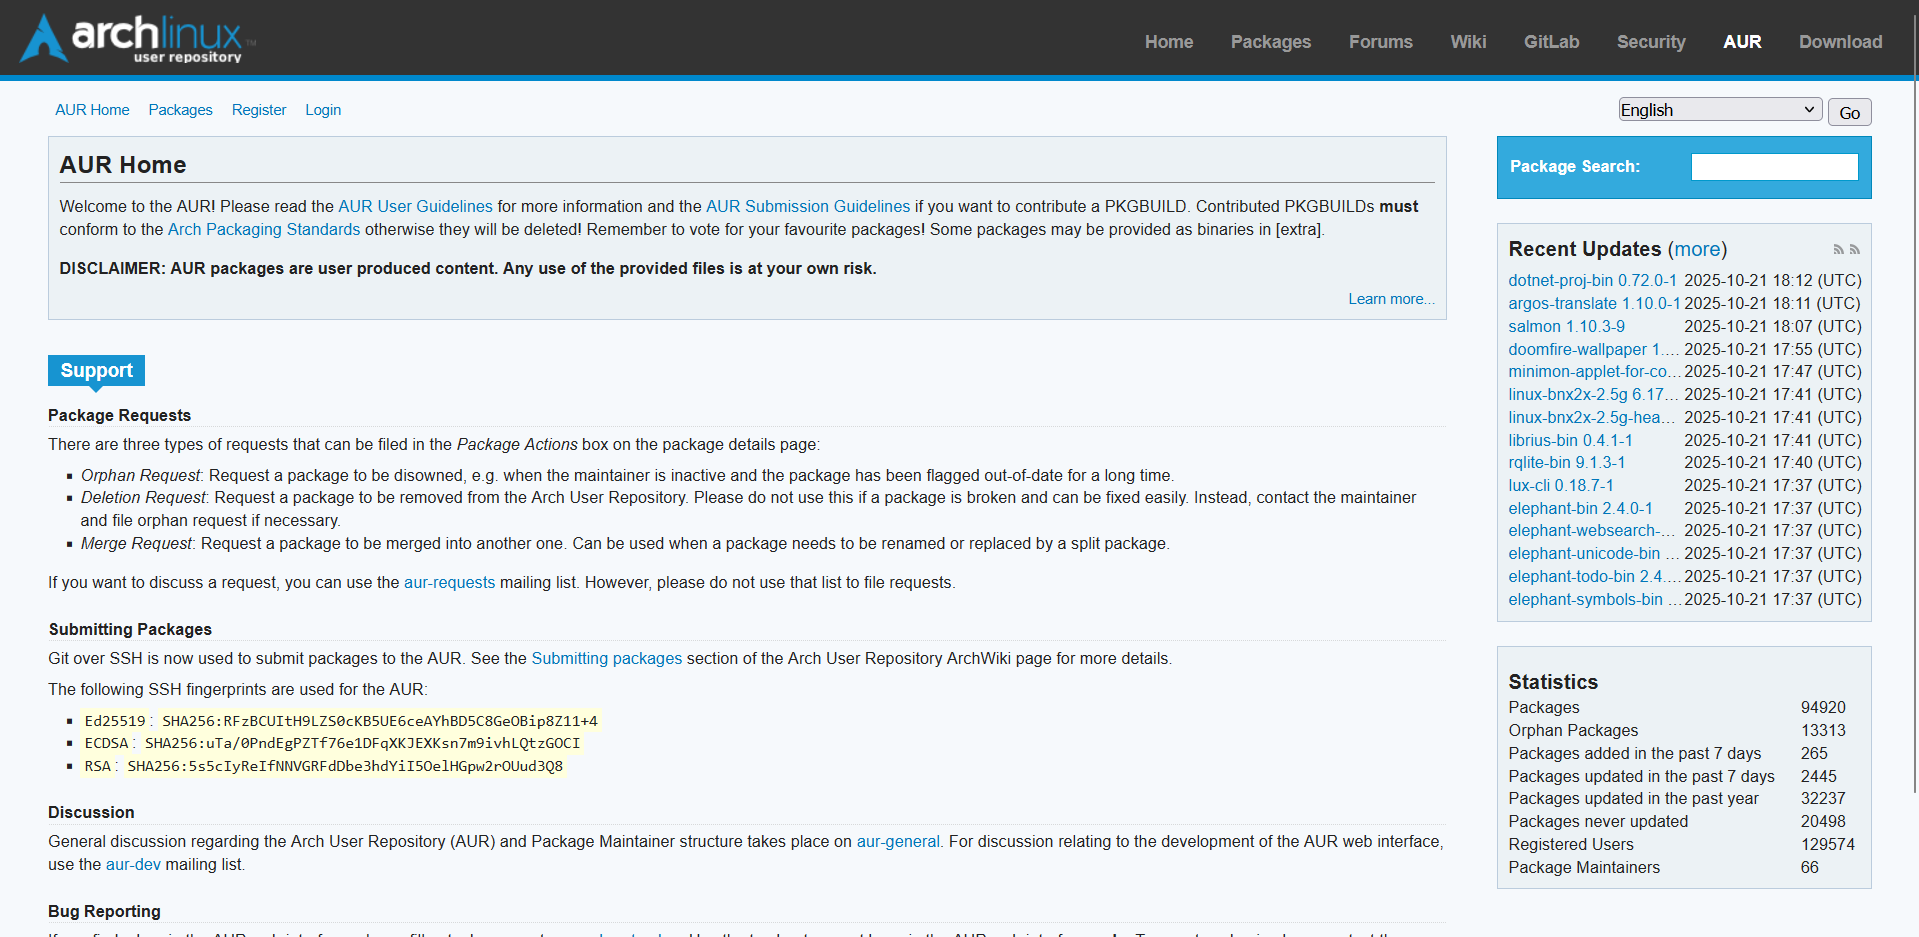 archlinux™
user repository
Home Packages Forums Wiki GitLab Security AUR Download
AUR Home Packages Register Login
English
Go
AUR Home
Welcome to the AUR! Please read the AUR User Guidelines for more information and the AUR Submission Guidelines if you want to contribute a PKGBUILD. Contributed PKGBUILDs must
conform to the Arch Packaging Standards otherwise they will be deleted! Remember to vote for your favourite packages! Some packages may be provided as binaries in [extra].
DISCLAIMER: AUR packages are user produced content. Any use of the provided files is at your own risk.
Learn more...
Support
Package Requests
There are three types of requests that can be filed in the Package Actions box on the package details page:
▪ Orphan Request: Request a package to be disowned, e.g. when the maintainer is inactive and the package has been flagged out-of-date for a long time.
▪ Deletion Request: Request a package to be removed from the Arch User Repository. Please do not use this if a package is broken and can be fixed easily. Instead, contact the maintainer
and file orphan request if necessary.
▪ Merge Request: Request a package to be merged into another one. Can be used when a package needs to be renamed or replaced by a split package.
If you want to discuss a request, you can use the aur-requests mailing list. However, please do not use that list to file requests.
Submitting Packages
Git over SSH is now used to submit packages to the AUR. See the Submitting packages section of the Arch User Repository ArchWiki page for more details.
The following SSH fingerprints are used for the AUR:
▪ Ed25519: SHA256:RFzBCUItH9LZS0cKB5UE6ceAYhBD5C8GeOBip8Z11+4
▪ ECDSA: SHA256:uTa/0PndEgPZTf76e1DFqXKJEXKsn7m9ivhLQtzGOCI
▪ RSA: SHA256:5s5cIyReIfNNVGRFdDbe3hdYiI5OelHGpw2rOUud3Q8
Discussion
General discussion regarding the Arch User Repository (AUR) and Package Maintainer structure takes place on aur-general. For discussion relating to the development of the AUR web interface,
use the aur-dev mailing list.
Bug Reporting
Package Search:
Recent Updates (more)
dotnet-proj-bin 0.72.0-1 2025-10-21 18:12 (UTC)
argos-translate 1.10.0-1 2025-10-21 18:11 (UTC)
salmon 1.10.3-9 2025-10-21 18:07 (UTC)
doomfire-wallpaper 1.... 2025-10-21 17:55 (UTC)
minimon-applet-for-co... 2025-10-21 17:47 (UTC)
linux-bnx2x-2.5g 6.17... 2025-10-21 17:41 (UTC)
linux-bnx2x-2.5g-hea... 2025-10-21 17:41 (UTC)
librius-bin 0.4.1-1 2025-10-21 17:41 (UTC)
rqlite-bin 9.1.3-1 2025-10-21 17:40 (UTC)
lux-cli 0.18.7-1 2025-10-21 17:37 (UTC)
elephant-bin 2.4.0-1 2025-10-21 17:37 (UTC)
elephant-websearch-... 2025-10-21 17:37 (UTC)
elephant-unicode-bin ... 2025-10-21 17:37 (UTC)
elephant-todo-bin 2.4.... 2025-10-21 17:37 (UTC)
elephant-symbols-bin ... 2025-10-21 17:37 (UTC)
Statistics
Packages 94920
Orphan Packages 13313
Packages added in the past 7 days 265
Packages updated in the past 7 days 2445
Packages updated in the past year 32237
Packages never updated 20498
Registered Users 129574
Package Maintainers 66